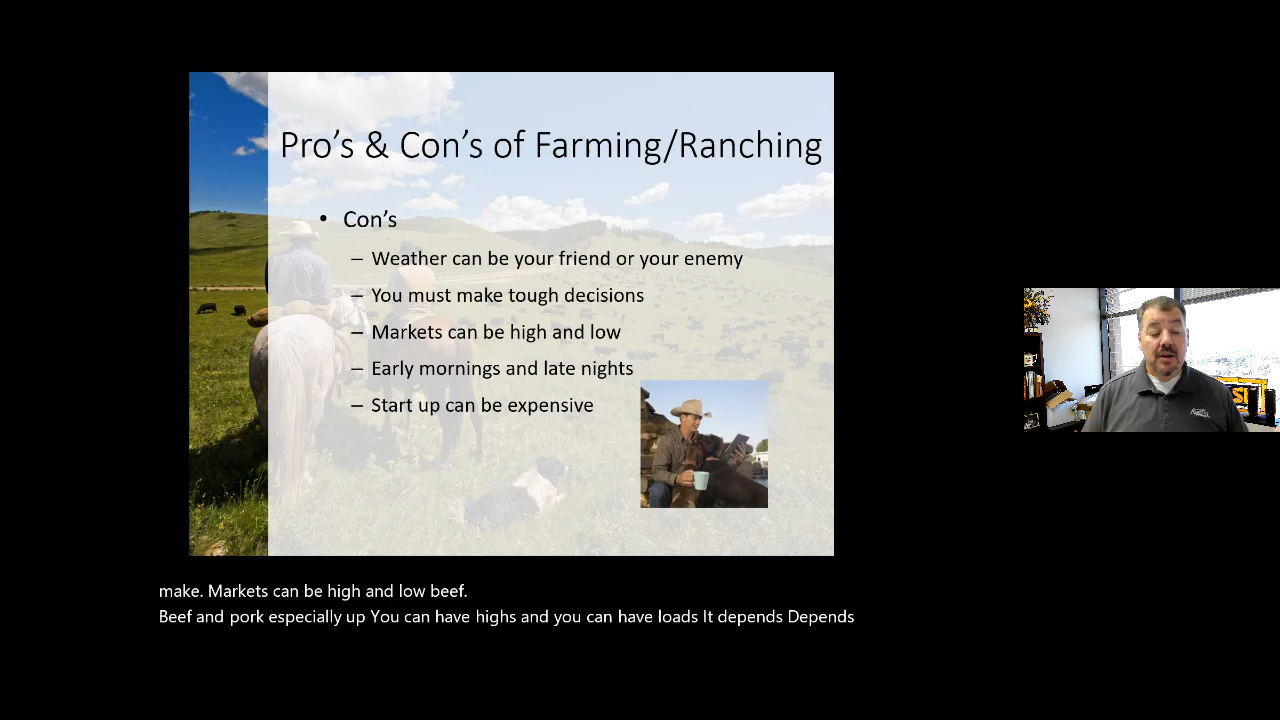 Pro's & Con's of Farming/Ranching
• Con's
– Weather can be your friend or your enemy
– You must make tough decisions
– Markets can be high and low
– Early mornings and late nights
– Start up can be expensive
SI
make. Markets can be high and low beef.
Beef and pork especially up You can have highs and you can have loads It depends Depends